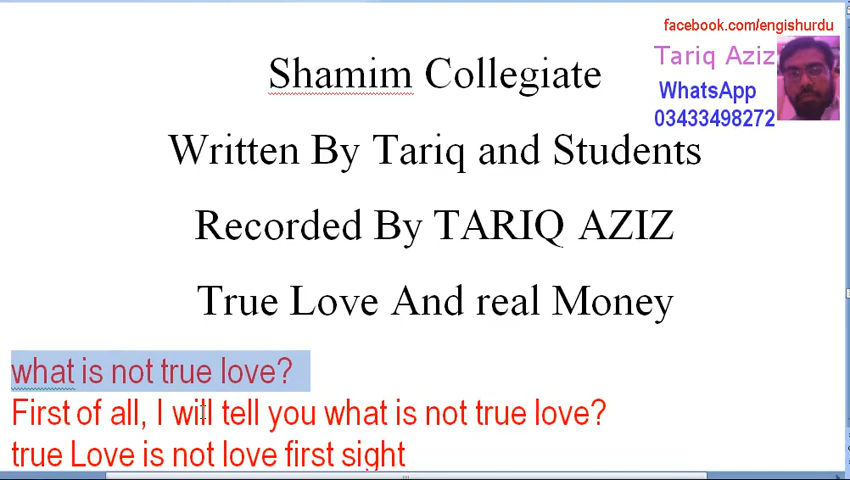 facebook.com/engishurdu
Shamim Collegiate
Tariq Aziz
WhatsApp
03433498272
Written By Tariq and Students
Recorded By TARIQ AZIZ
True Love And real Money
what is not true love?
First of all, I will tell you what is not true love?
true Love is not love first sight